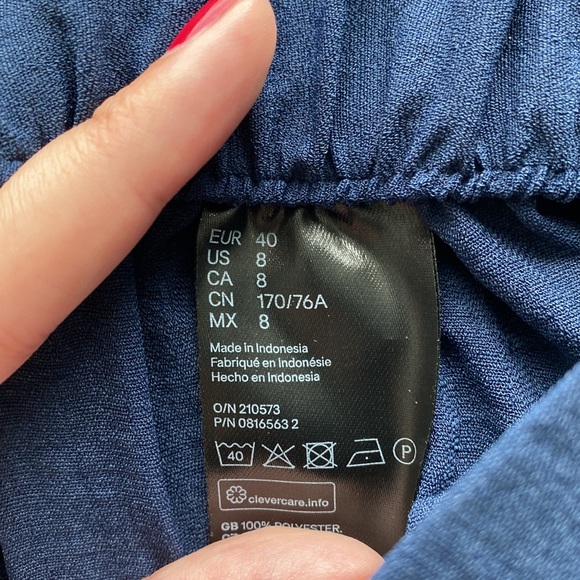 EUR 40
US 8
CA 8
CN 170/76A
MX 8
Made in Indonesia
Fabriqué en Indonésie
Hecho en Indonesia
O/N 210573
P/N 0816563 2
40 P
clevercare.info
GB 100% POLYESTER.